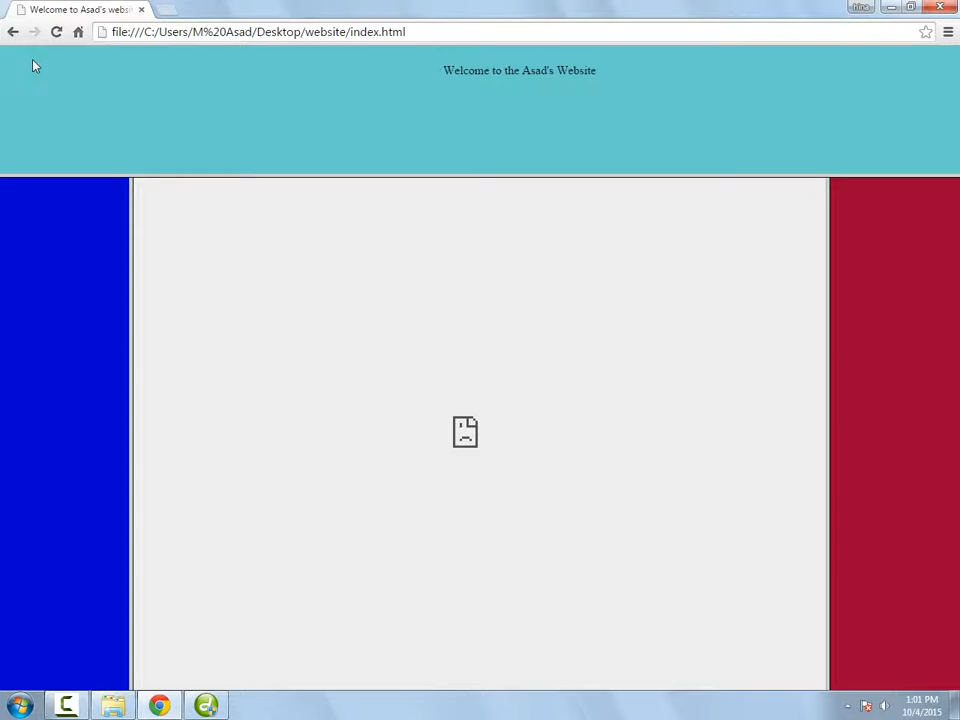 Welcome to Asad's websi
hina
file:///C:/Users/M%20Asad/Desktop/website/index.html
Welcome to the Asad's Website
1:01 PM
10/4/2015